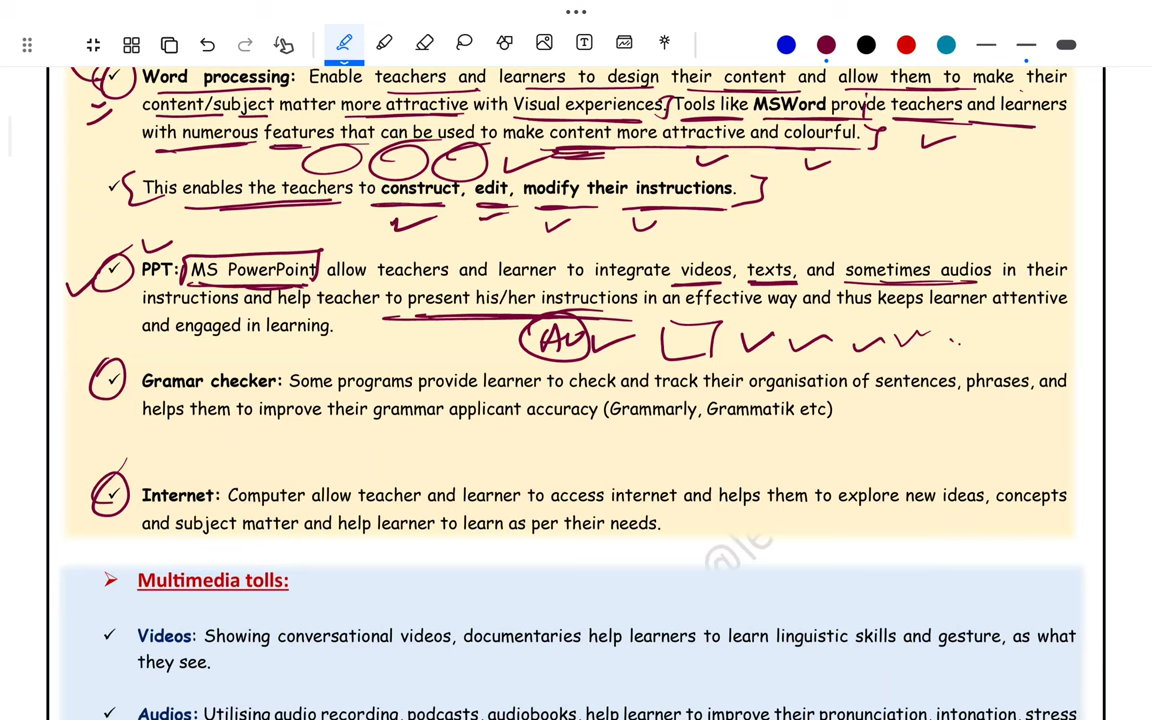 Word processing: Enable teachers and learners to design their content and allow them to make their
content/subject matter more attractive with Visual experiences. Tools like MSWord provide teachers and learners
with numerous features that can be used to make content more attractive and colourful.
✓ This enables the teachers to construct, edit, modify their instructions.
✓ PPT: MS PowerPoint allow teachers and learner to integrate videos, texts, and sometimes audios in their
instructions and help teacher to present his/her instructions in an effective way and thus keeps learner attentive
and engaged in learning.
✓ Gramar checker: Some programs provide learner to check and track their organisation of sentences, phrases, and
helps them to improve their grammar applicant accuracy (Grammarly, Grammatik etc)
✓ Internet: Computer allow teacher and learner to access internet and helps them to explore new ideas, concepts
and subject matter and help learner to learn as per their needs.
@le
➢ Multimedia tolls:
✓ Videos: Showing conversational videos, documentaries help learners to learn linguistic skills and gesture, as what
they see.
✓ Audios: Utilising audio recording, podcasts, audiobooks, help learner to improve their pronunciation, intonation, stress